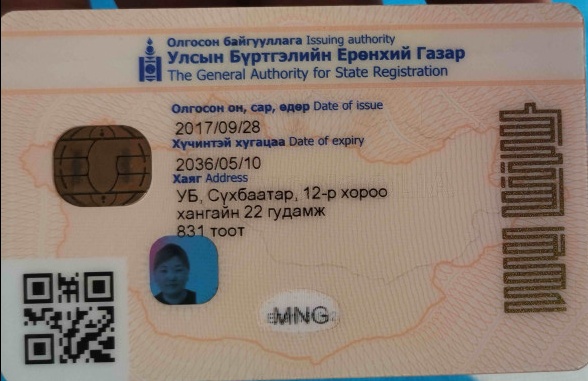 Олгосон байгууллага Issuing authority
Улсын Бүртгэлийн Ерөнхий Газар
The General Authority for State Registration
Олгосон он, сар, өдөр Date of issue
2017/09/28
Хүчинтэй хугацаа Date of expiry
2036/05/10
Хаяг Address
УБ, Сүхбаатар, 12-р хороо
хангайн 22 гудамж
831 тоот
MNG